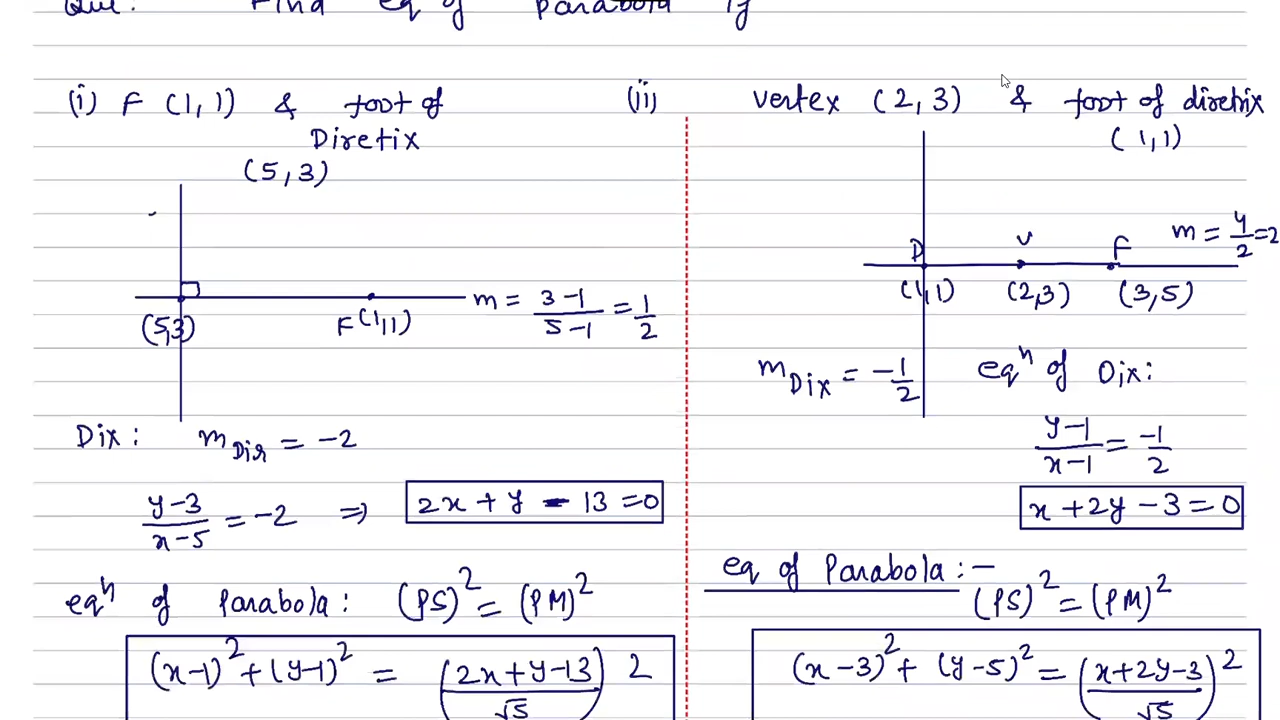 Que: Find eq of parabola if
(i) F (1, 1) & foot of
Diretix
(5, 3)
(5,3)
F(1,1)
m = 3-1/5-1 = 1/2
Dix: m_Dir = -2
y-3/x-5 = -2 ⇒ 2x + y - 13 = 0
eqⁿ of parabola: (PS)² = (PM)²
(x-1)² + (y-1)² = (2x+y-13/√5)²
(ii) vertex (2, 3) & foot of diretrix
(1,1)
D V F
m = 4/2 = 2
(1,1) (2,3) (3,5)
m_Dix = -1/2 eqⁿ of Dix:
y-1/x-1 = -1/2
x + 2y - 3 = 0
eq of Parabola :-
(PS)² = (PM)²
(x-3)² + (y-5)² = (x+2y-3/√5)²